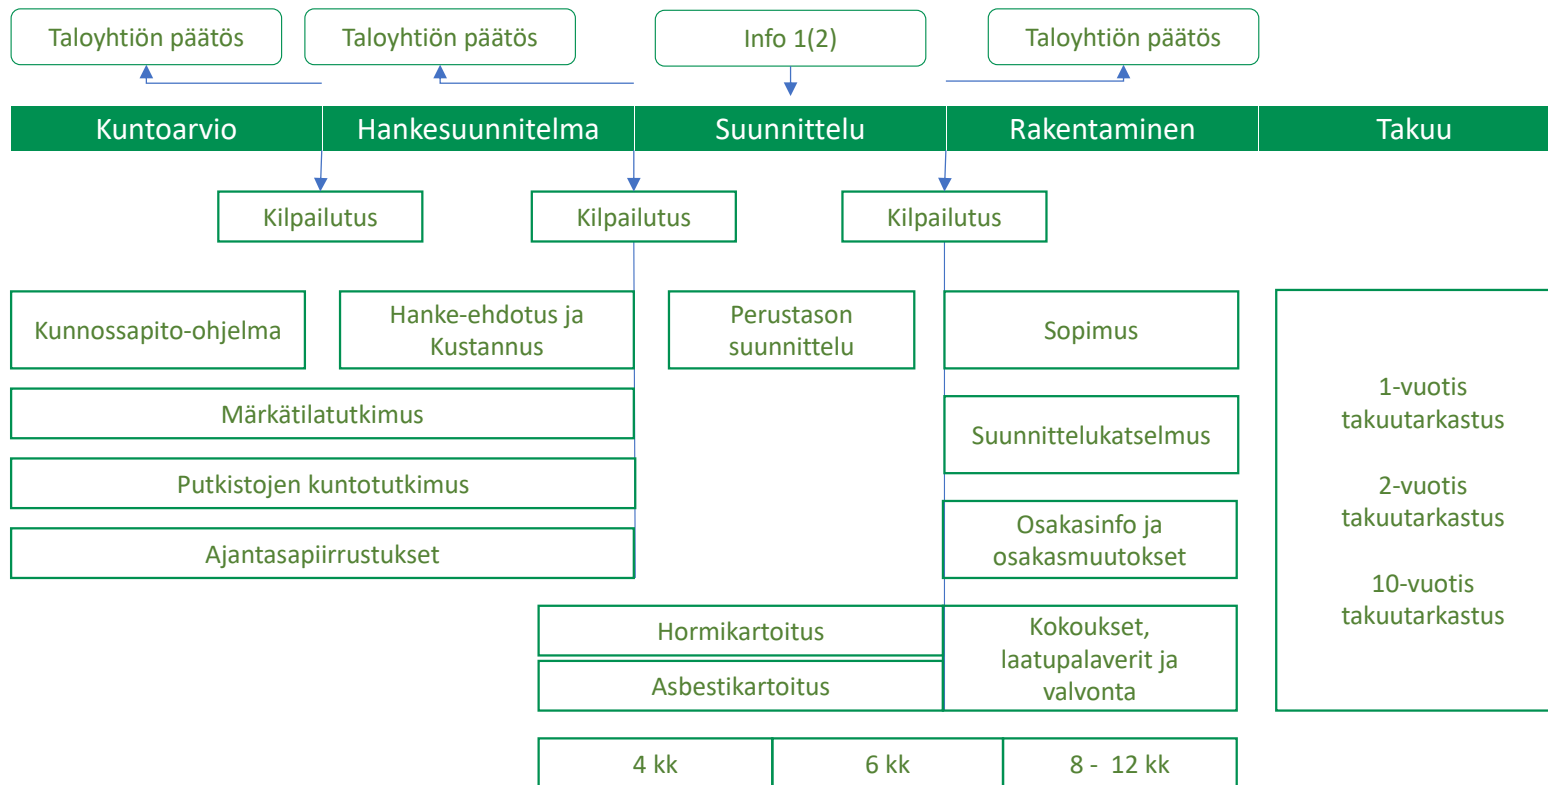 Taloyhtiön päätös
Taloyhtiön päätös
Info 1(2)
Taloyhtiön päätös
Kuntoarvio
Hankesuunnitelma
Suunnittelu
Rakentaminen
Takuu
Kilpailutus
Kilpailutus
Kilpailutus
Kunnossapito-ohjelma
Hanke-ehdotus ja
Kustannus
Perustason
suunnittelu
Sopimus
Märkätilatutkimus
Suunnittelukatselmus
Putkistojen kuntotutkimus
Ajantasapiirrustukset
Osakasinfo ja
osakasmuutokset
Hormikartoitus
Asbestikartoitus
Kokoukset,
laatupalaverit ja
valvonta
1-vuotis
takuutarkastus
2-vuotis
takuutarkastus
10-vuotis
takuutarkastus
4 kk
6 kk
8 - 12 kk